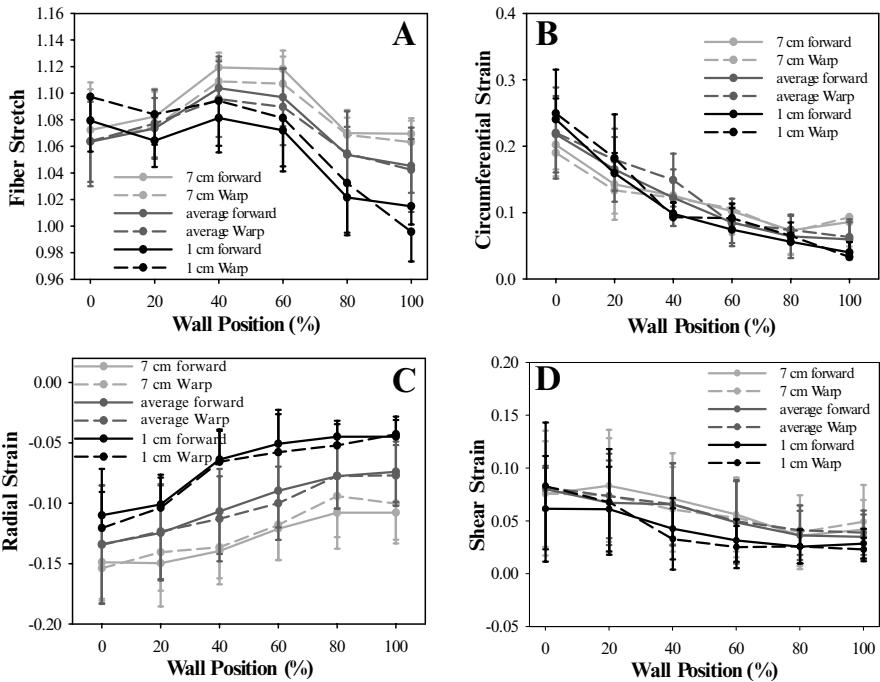 A
Fiber Stretch
1.16
1.14
1.12
1.10
1.08
1.06
1.04
1.02
1.00
0.98
0.96
7 cm forward
7 cm Warp
average forward
average Warp
1 cm forward
1 cm Warp
0 20 40 60 80 100
Wall Position (%)
B
Circumferential Strain
0.4
0.3
0.2
0.1
0.0
7 cm forward
7 cm Warp
average forward
average Warp
1 cm forward
1 cm Warp
0 20 40 60 80 100
Wall Position (%)
C
Radial Strain
0.00
-0.05
-0.10
-0.15
-0.20
7 cm forward
7 cm Warp
average forward
average Warp
1 cm forward
1 cm Warp
0 20 40 60 80 100
Wall Position (%)
D
Shear Strain
0.20
0.15
0.10
0.05
0.00
-0.05
7 cm forward
7 cm Warp
average forward
average Warp
1 cm forward
1 cm Warp
0 20 40 60 80 100
Wall Position (%)